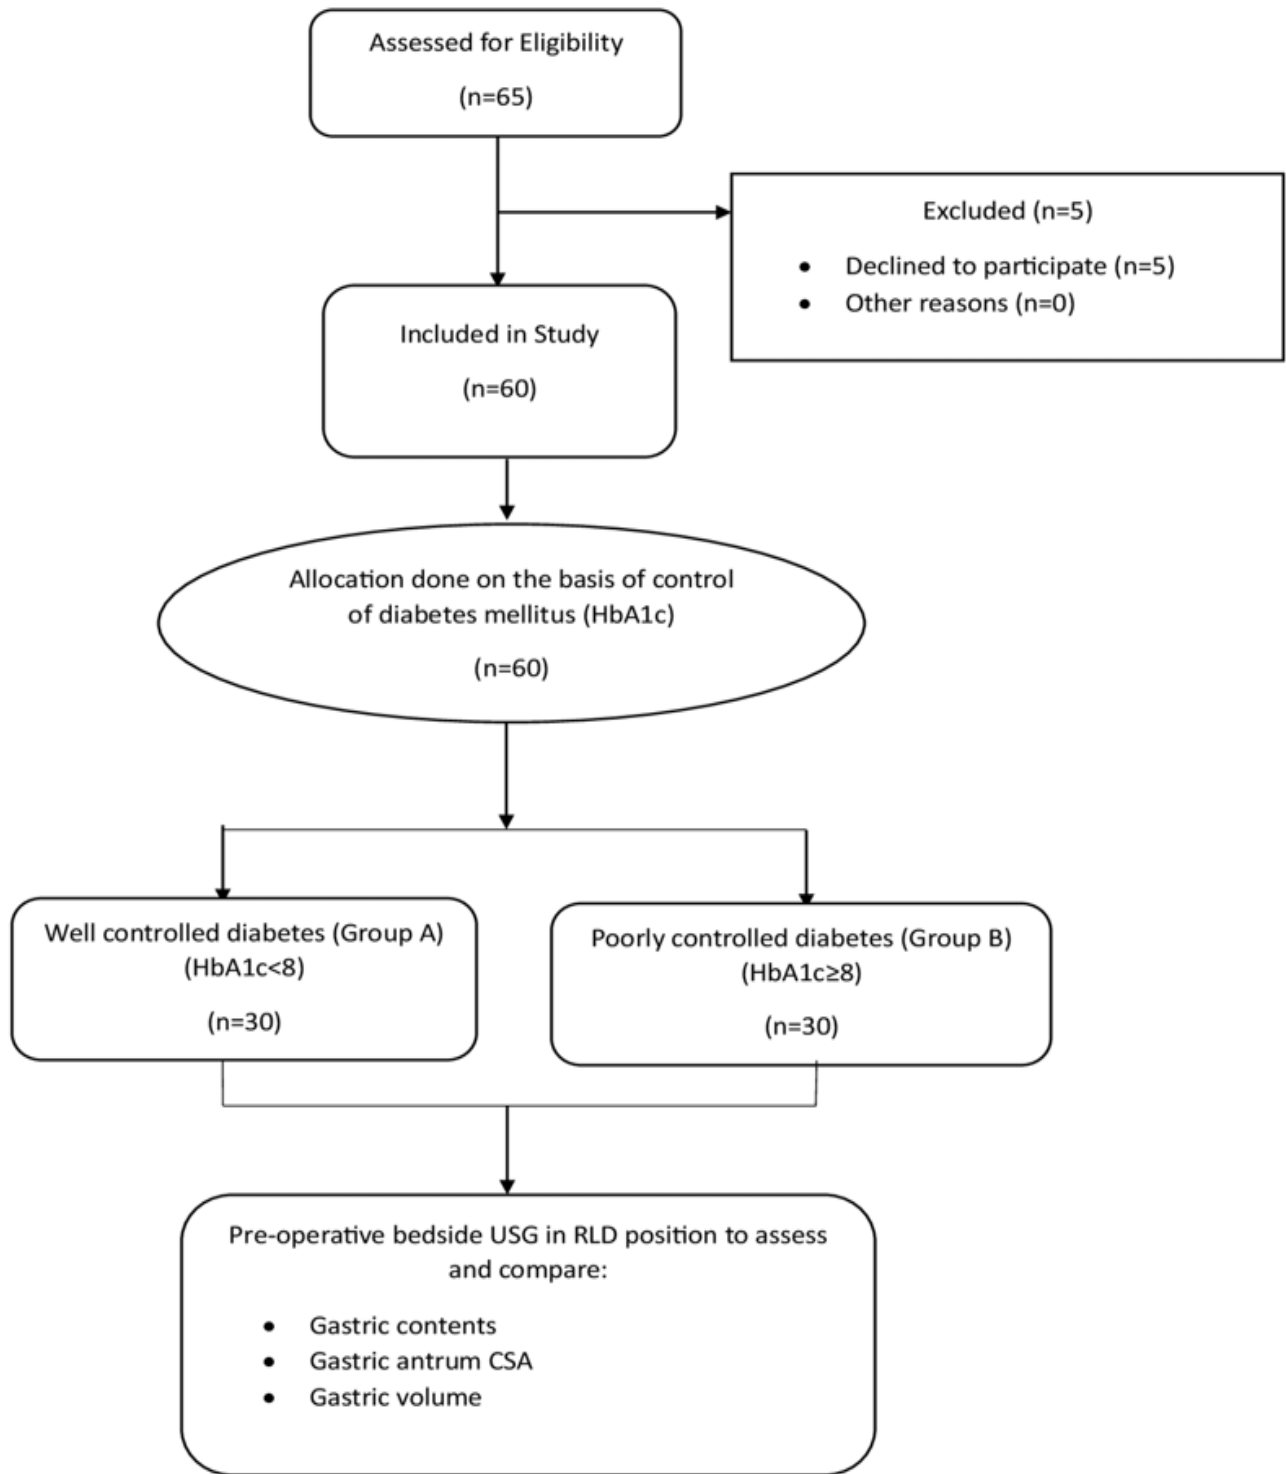 Assessed for Eligibility
(n=65)
Excluded (n=5)
• Declined to participate (n=5)
• Other reasons (n=0)
Included in Study
(n=60)
Allocation done on the basis of control
of diabetes mellitus (HbA1c)
(n=60)
Well controlled diabetes (Group A)
(HbA1c<8)
(n=30)
Poorly controlled diabetes (Group B)
(HbA1c≥8)
(n=30)
Pre-operative bedside USG in RLD position to assess
and compare:
• Gastric contents
• Gastric antrum CSA
• Gastric volume